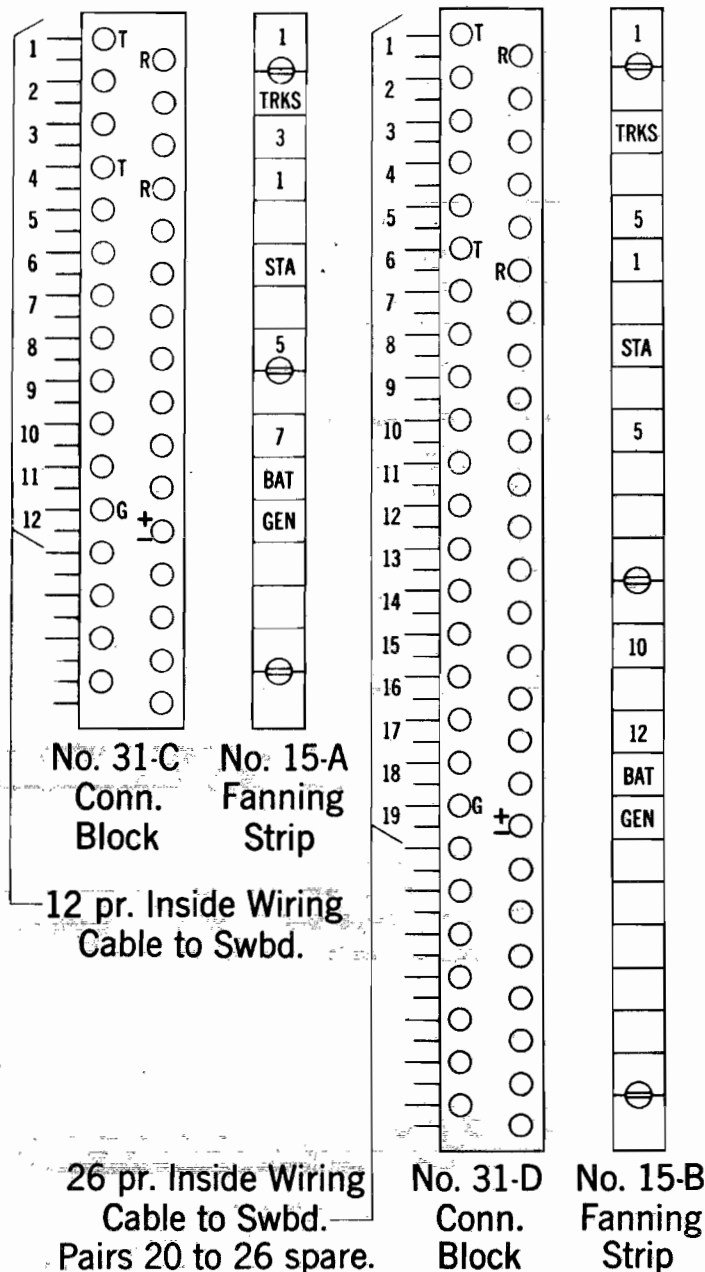 1
2
3
4
5
6
7
8
9
10
11
12
T
R
T
R
G
+
–
1
TRKS
3
1
STA
5
7
BAT
GEN
No. 31-C
Conn.
Block
No. 15-A
Fanning
Strip
12 pr. Inside Wiring
Cable to Swbd.
1
2
3
4
5
6
7
8
9
10
11
12
13
14
15
16
17
18
19
T
R
T
R
G
+
–
1
TRKS
5
1
STA
5
10
12
BAT
GEN
26 pr. Inside Wiring
Cable to Swbd.
Pairs 20 to 26 spare.
No. 31-D
Conn.
Block
No. 15-B
Fanning
Strip